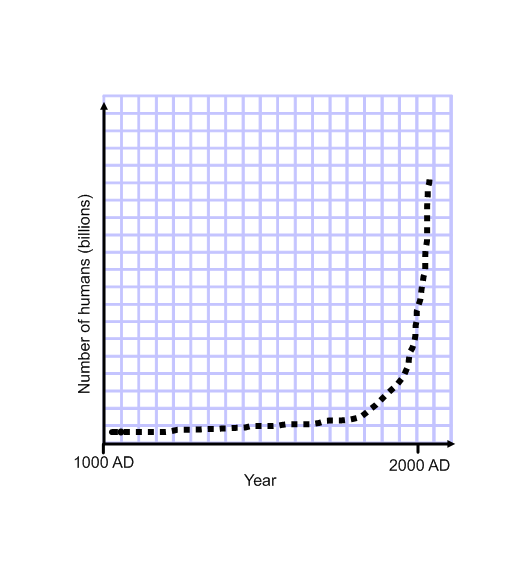 Number of humans (billions)
1000 AD
2000 AD
Year